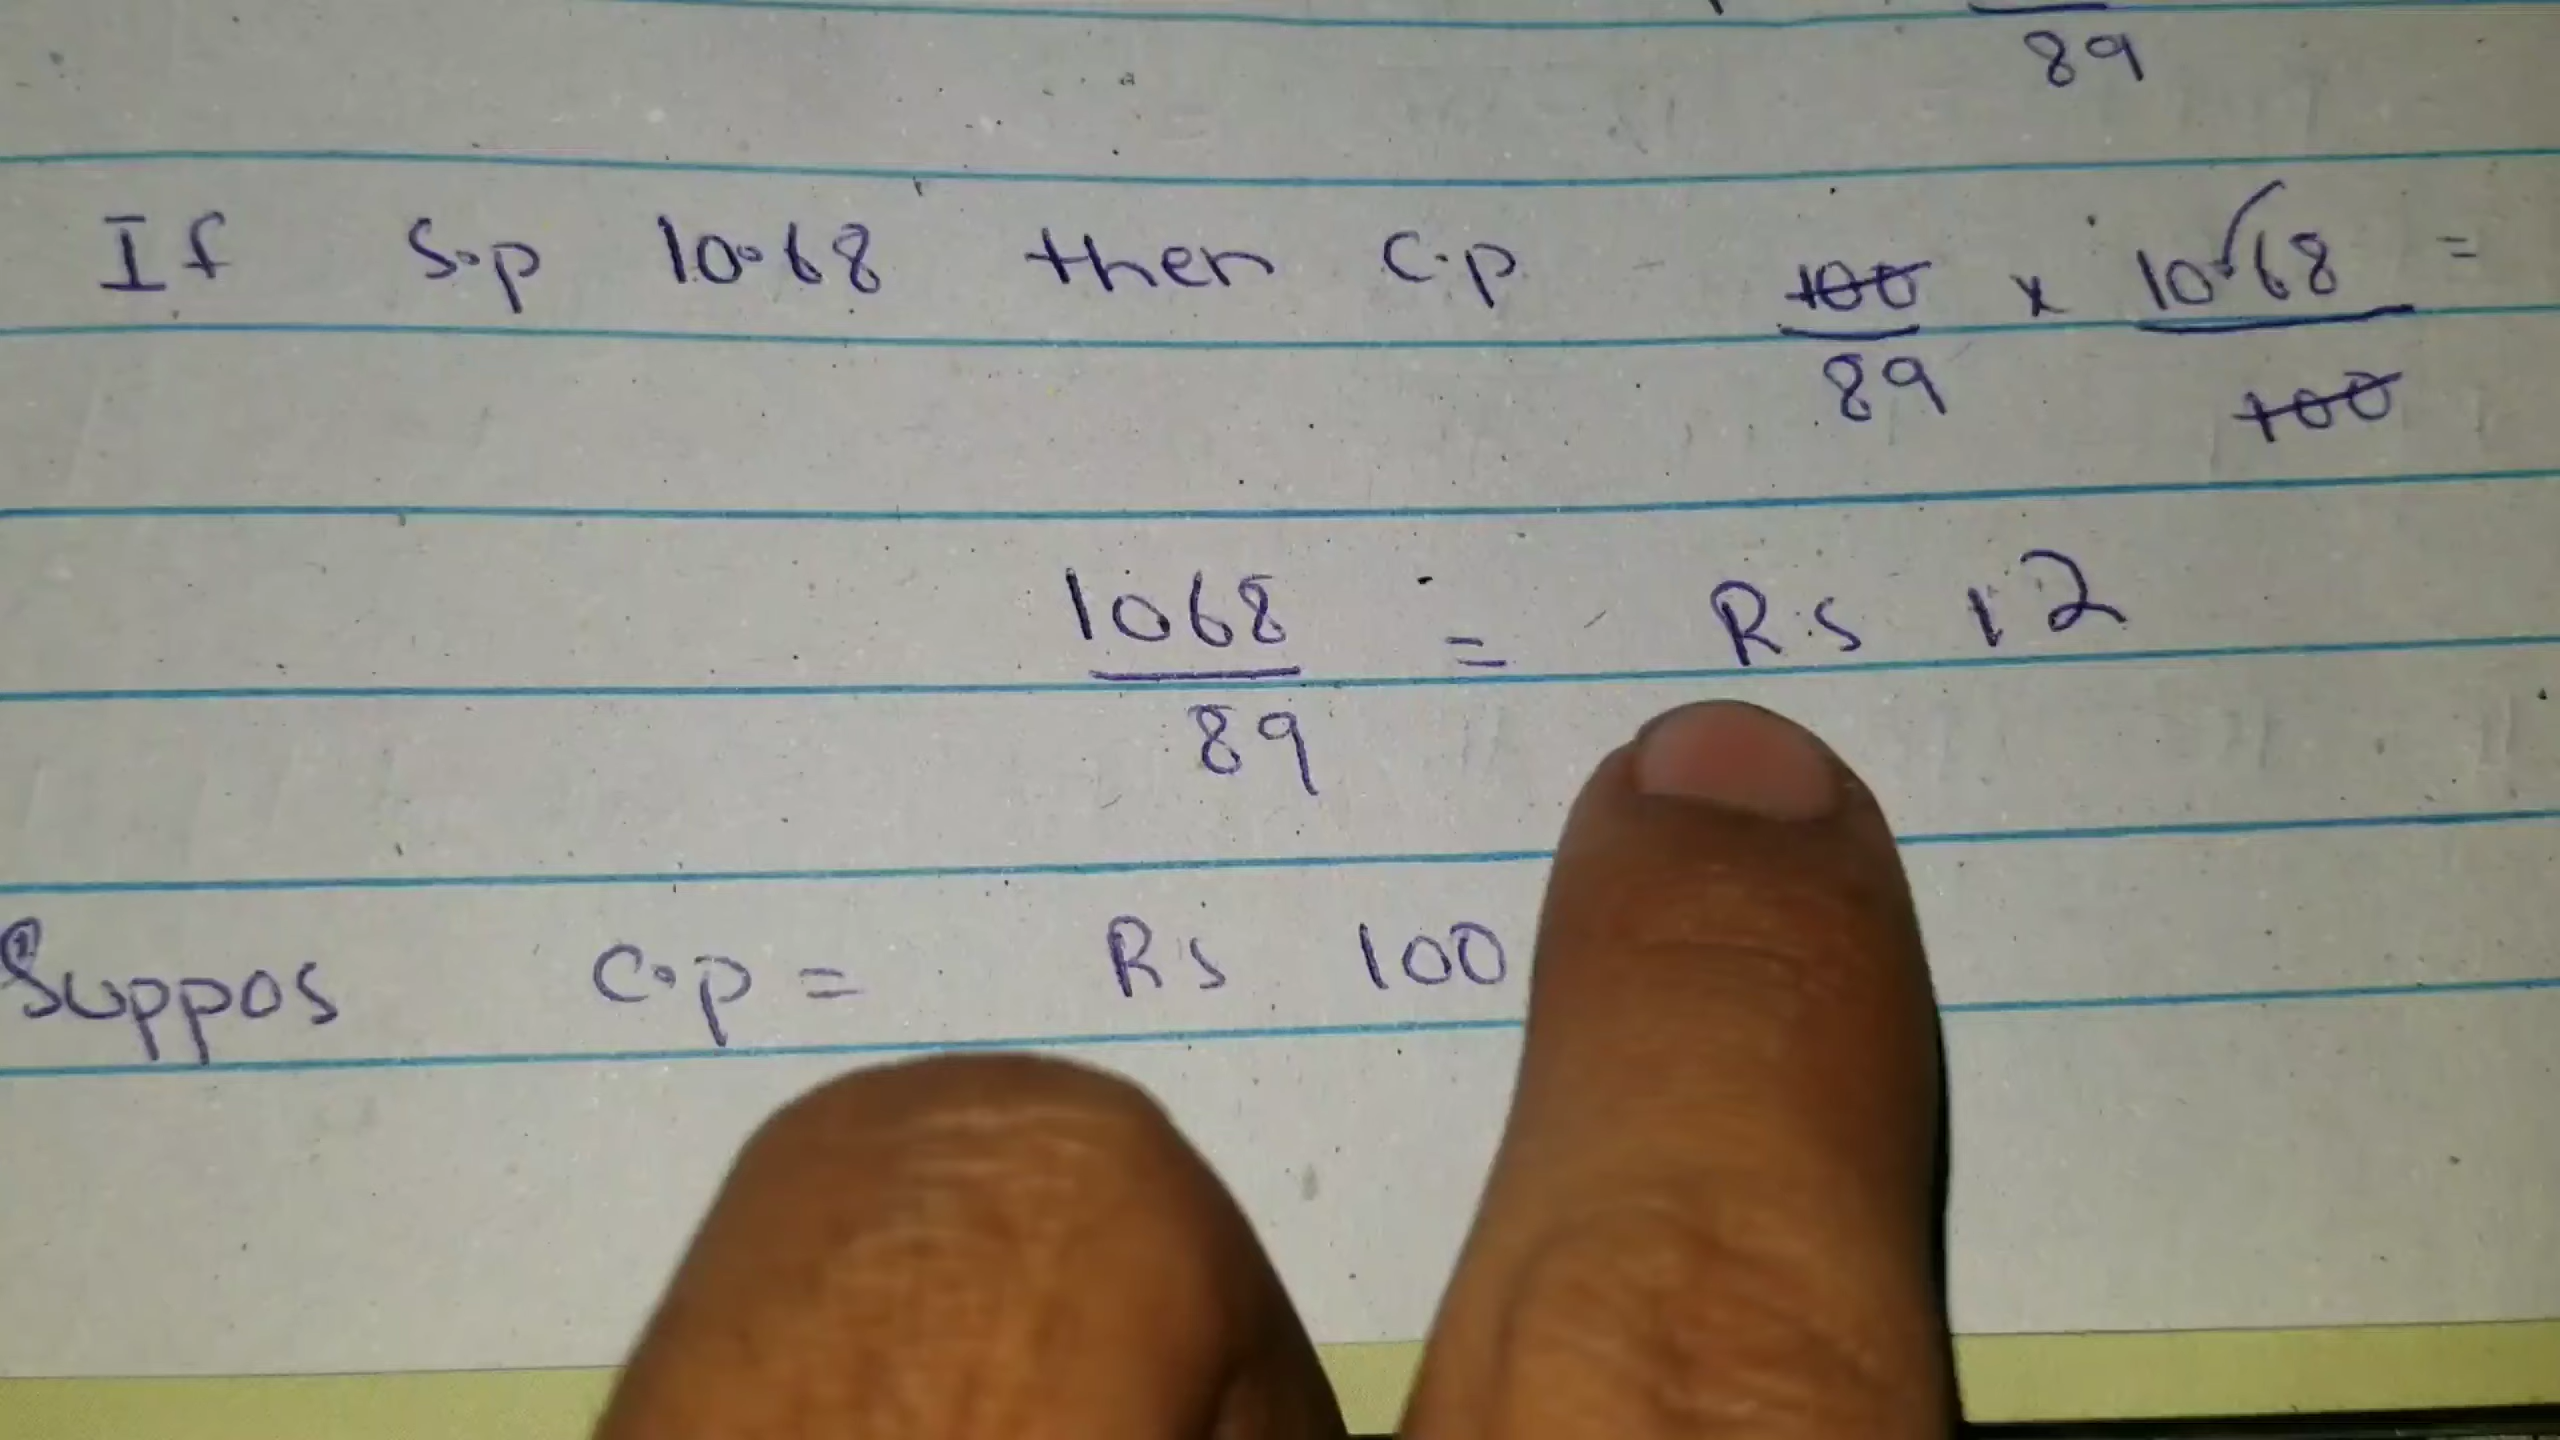 89
If S.p 10.68 then C.p 100/89 x 10.68/100 =
1068/89 = Rs 12
Suppos C.p = Rs 100